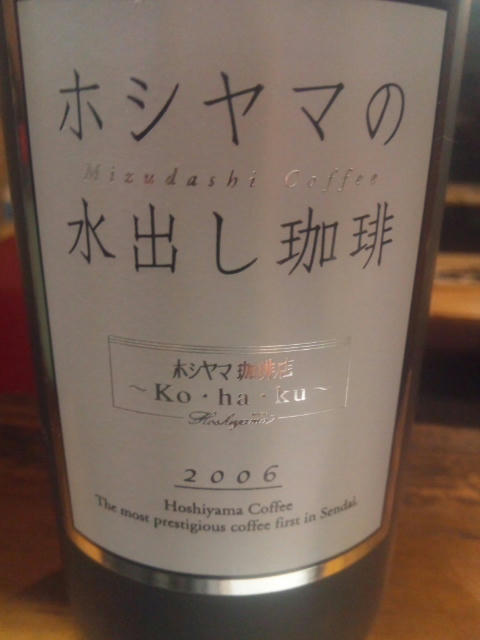 ホシヤマの
Mizudashi Coffee
水出し珈琲
ホシヤマ珈琲店
～Ko・ha・ku～
Hoshiyama
2006
Hoshiyama Coffee
The most prestigious coffee first in Sendai.